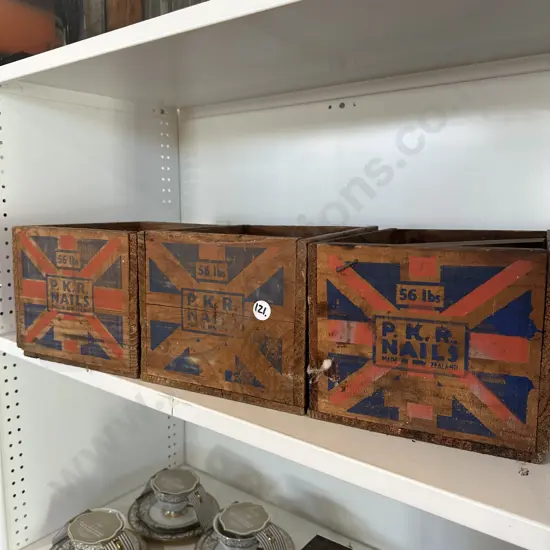 56 lbs
P.K.R.
NAILS
56 lbs
P.K.R.
NAILS
121
56 lbs
P.K.R.
NAILS
MADE IN NEW ZEALAND